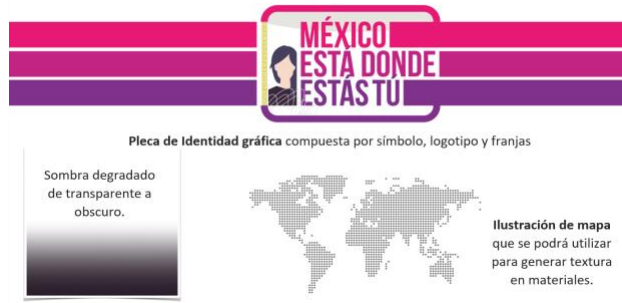 MÉXICO
ESTÁ DONDE
ESTÁS TÚ
Pleca de Identidad gráfica compuesta por símbolo, logotipo y franjas
Sombra degradado
de transparente a
obscuro.
Ilustración de mapa
que se podrá utilizar
para generar textura
en materiales.